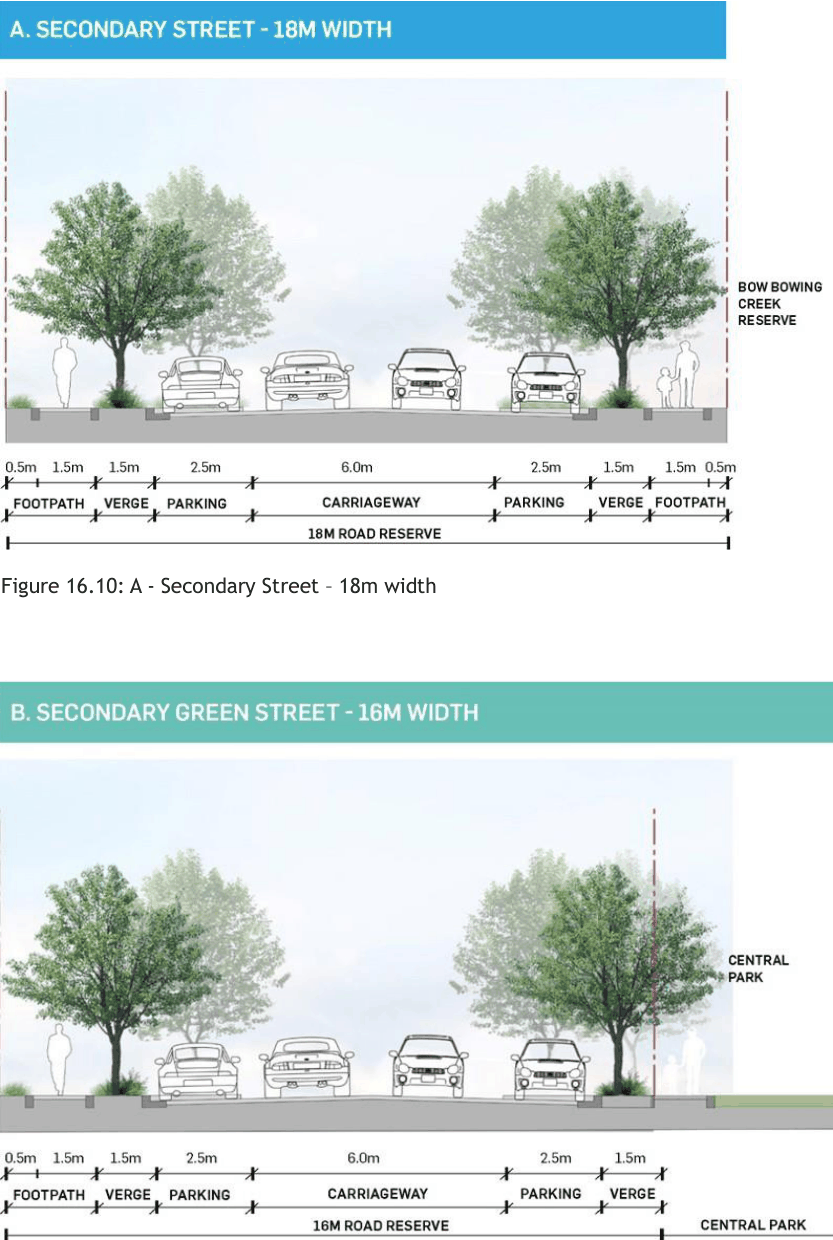 A. SECONDARY STREET - 18M WIDTH
BOW BOWING
CREEK
RESERVE
0.5m 1.5m 1.5m 2.5m 6.0m 2.5m 1.5m 1.5m 0.5m
FOOTPATH VERGE PARKING CARRIAGEWAY PARKING VERGE FOOTPATH
18M ROAD RESERVE
Figure 16.10: A - Secondary Street – 18m width
B. SECONDARY GREEN STREET - 16M WIDTH
CENTRAL
PARK
0.5m 1.5m 1.5m 2.5m 6.0m 2.5m 1.5m
FOOTPATH VERGE PARKING CARRIAGEWAY PARKING VERGE
16M ROAD RESERVE CENTRAL PARK